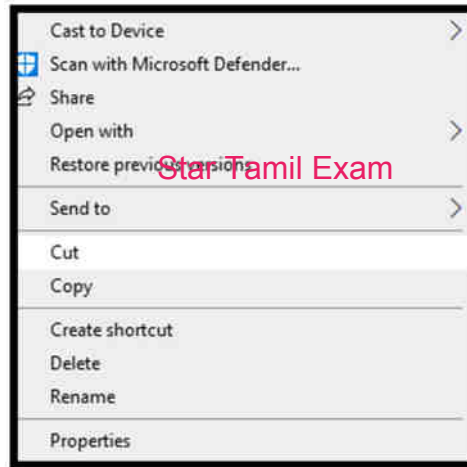 Cast to Device
Scan with Microsoft Defender...
Share
Open with
Restore previous versions
Star Tamil Exam
Send to
Cut
Copy
Create shortcut
Delete
Rename
Properties